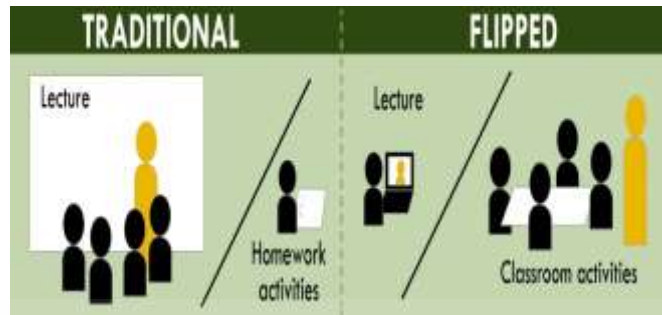 TRADITIONAL
Lecture
Homework
activities
FLIPPED
Lecture
Classroom activities